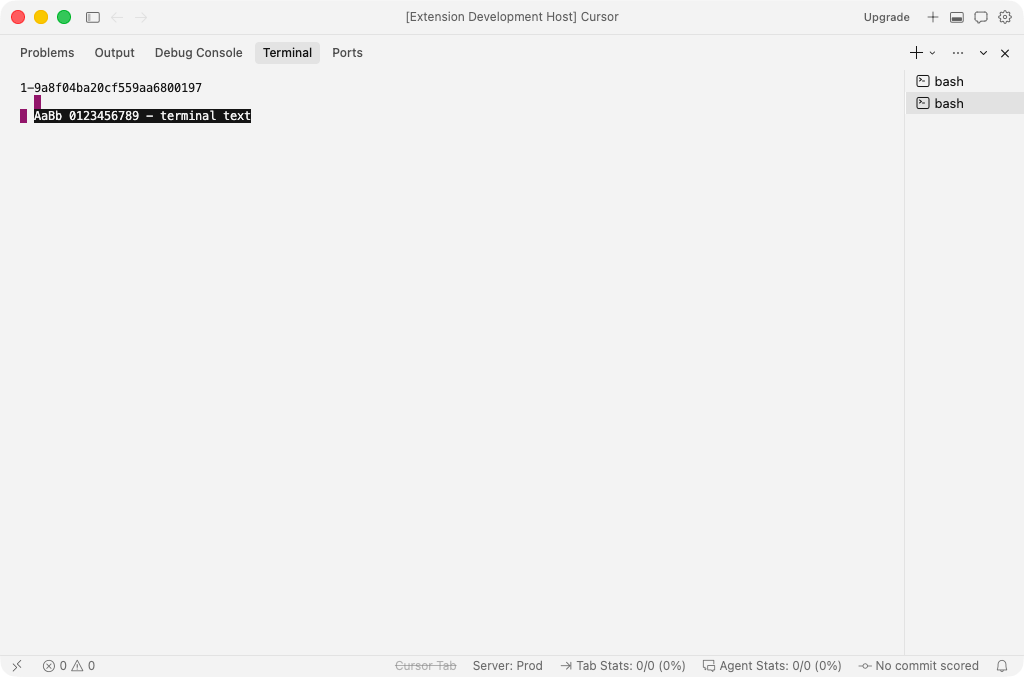 [Extension Development Host] Cursor
Upgrade
Problems Output Debug Console Terminal Ports
1-9a8f04ba20cf559aa6800197
AaBb 0123456789 - terminal text
bash
bash
0 0
Cursor Tab Server: Prod Tab Stats: 0/0 (0%) Agent Stats: 0/0 (0%) No commit scored